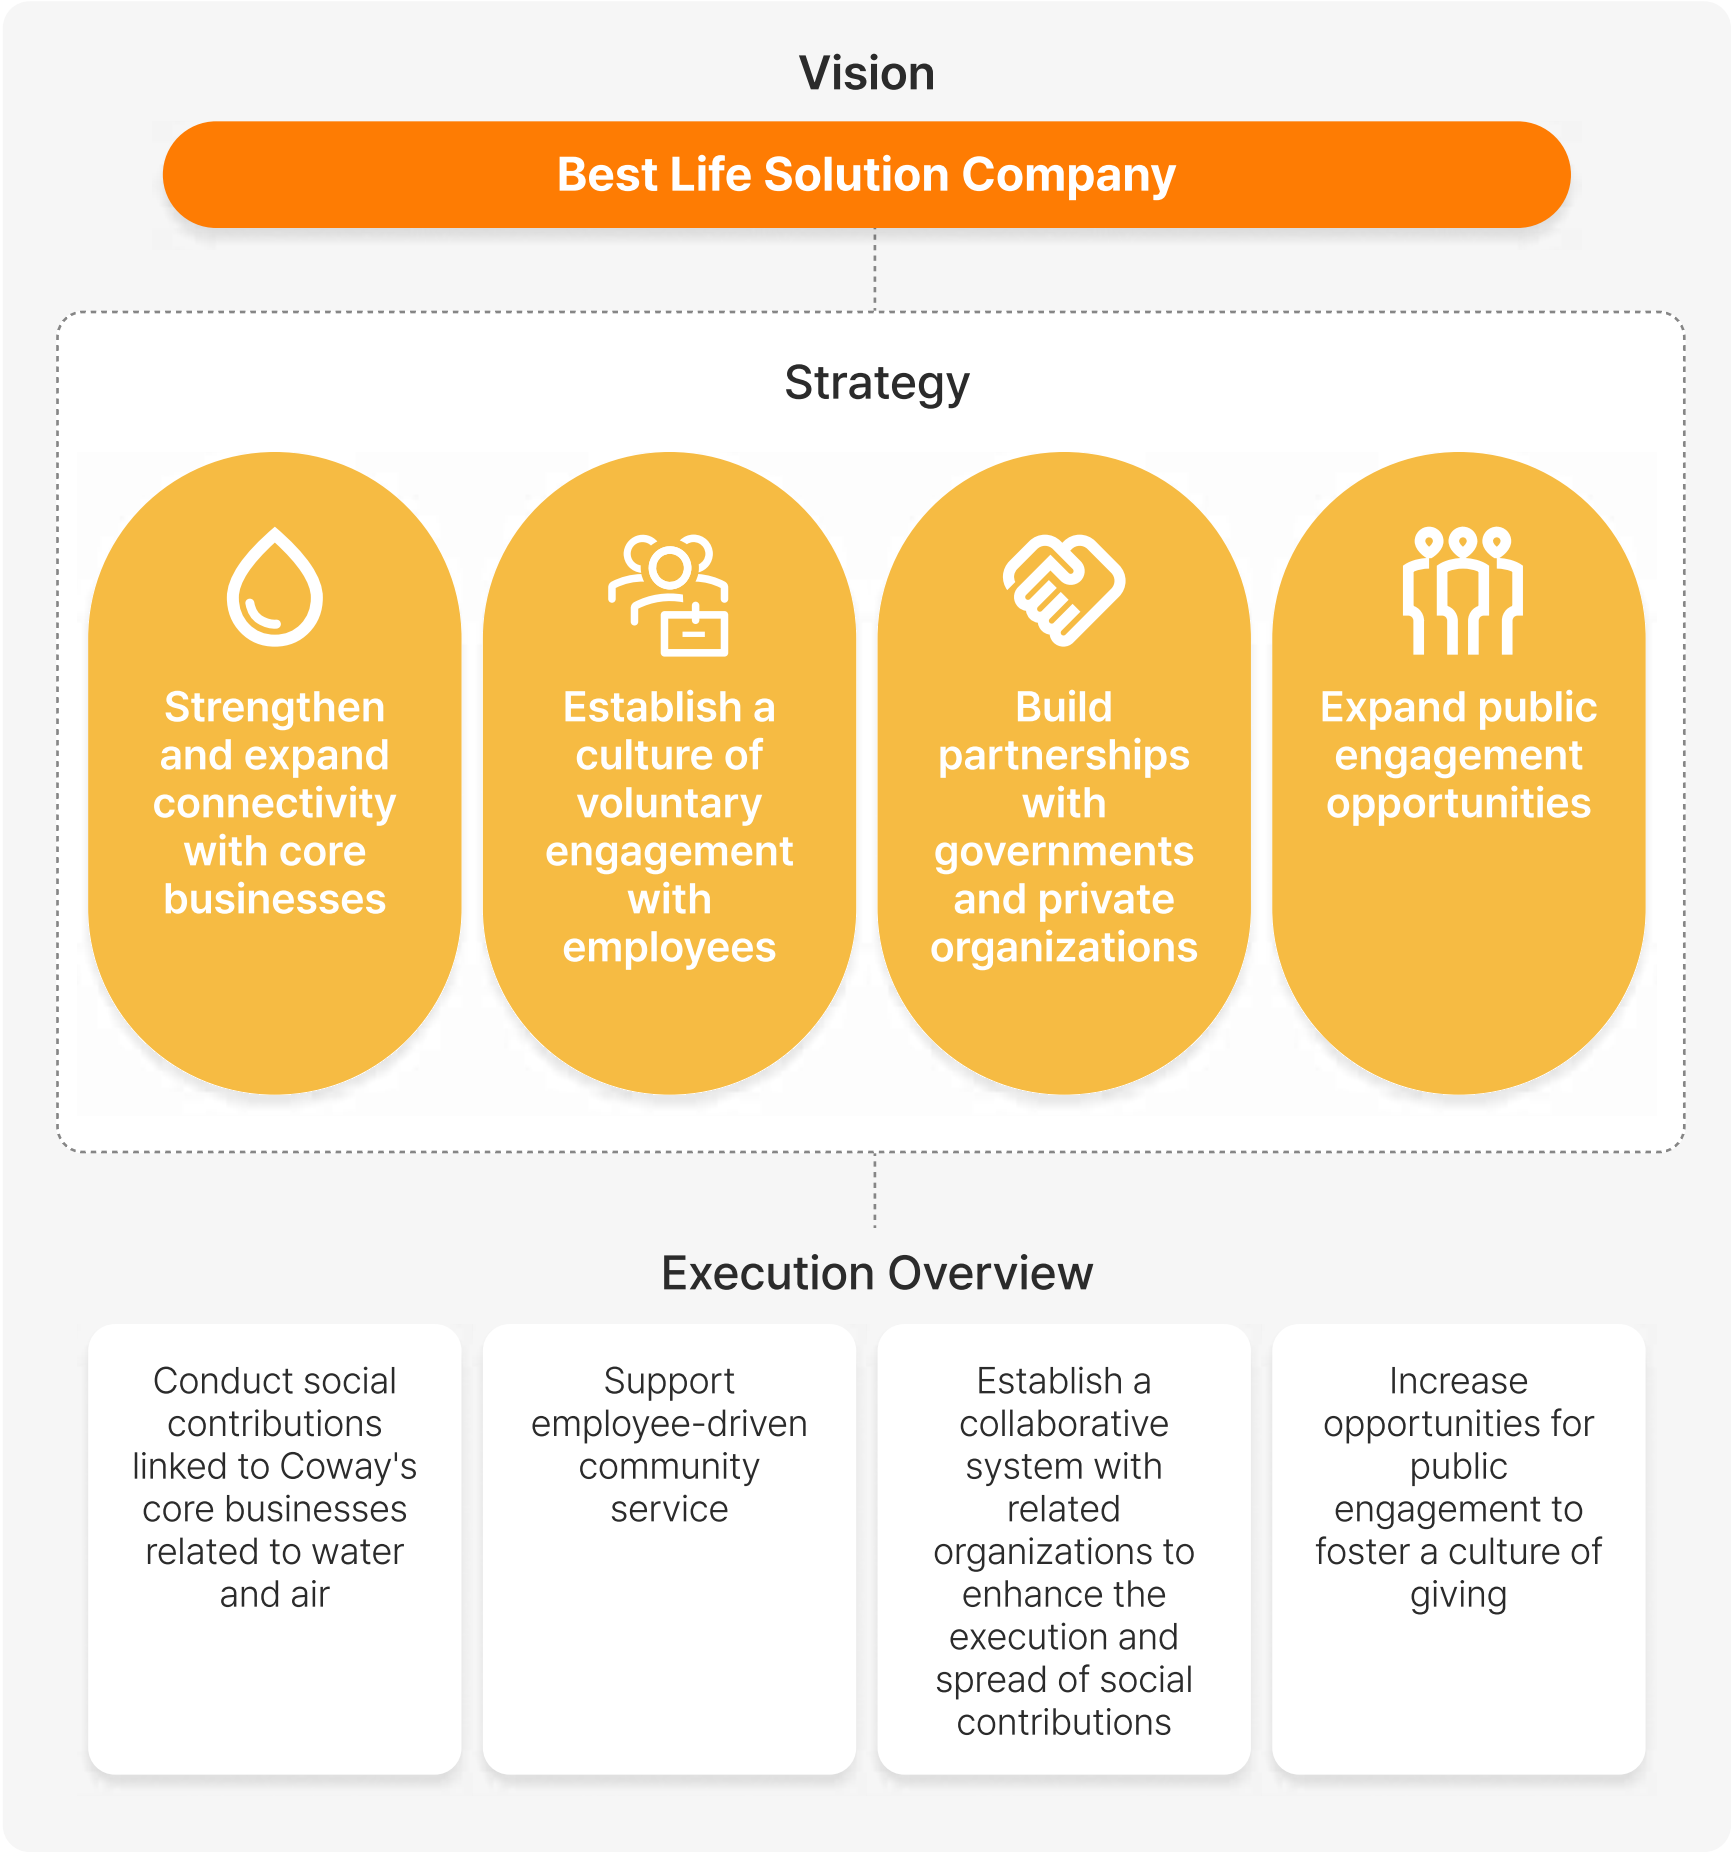 Vision
Best Life Solution Company
Strategy
Strengthen
and expand
connectivity
with core
businesses
Establish a
culture of
voluntary
engagement
with
employees
Build
partnerships
with
governments
and private
organizations
Expand public
engagement
opportunities
Execution Overview
Conduct social
contributions
linked to Coway's
core businesses
related to water
and air
Support
employee-driven
community
service
Establish a
collaborative
system with
related
organizations to
enhance the
execution and
spread of social
contributions
Increase
opportunities for
public
engagement to
foster a culture of
giving